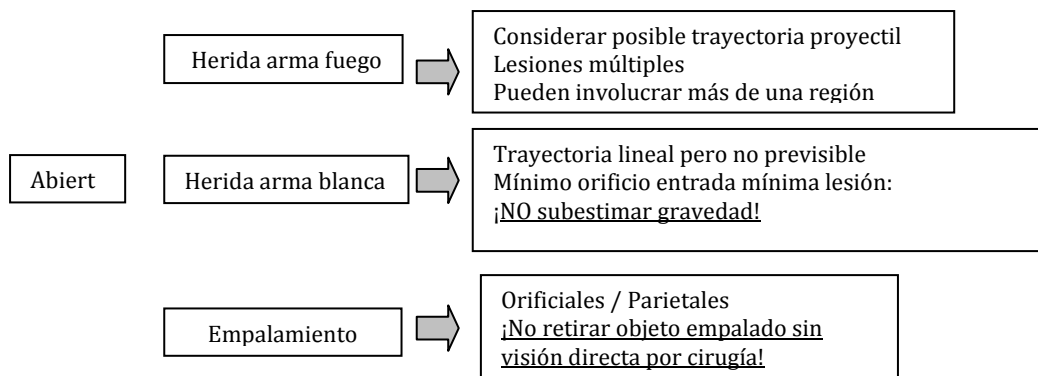 Herida arma fuego
Considerar posible trayectoria proyectil
Lesiones múltiples
Pueden involucrar más de una región
Abiert
Herida arma blanca
Trayectoria lineal pero no previsible
Mínimo orificio entrada mínima lesión:
¡NO subestimar gravedad!
Empalamiento
Orificiales / Parietales
¡No retirar objeto empalado sin
visión directa por cirugía!